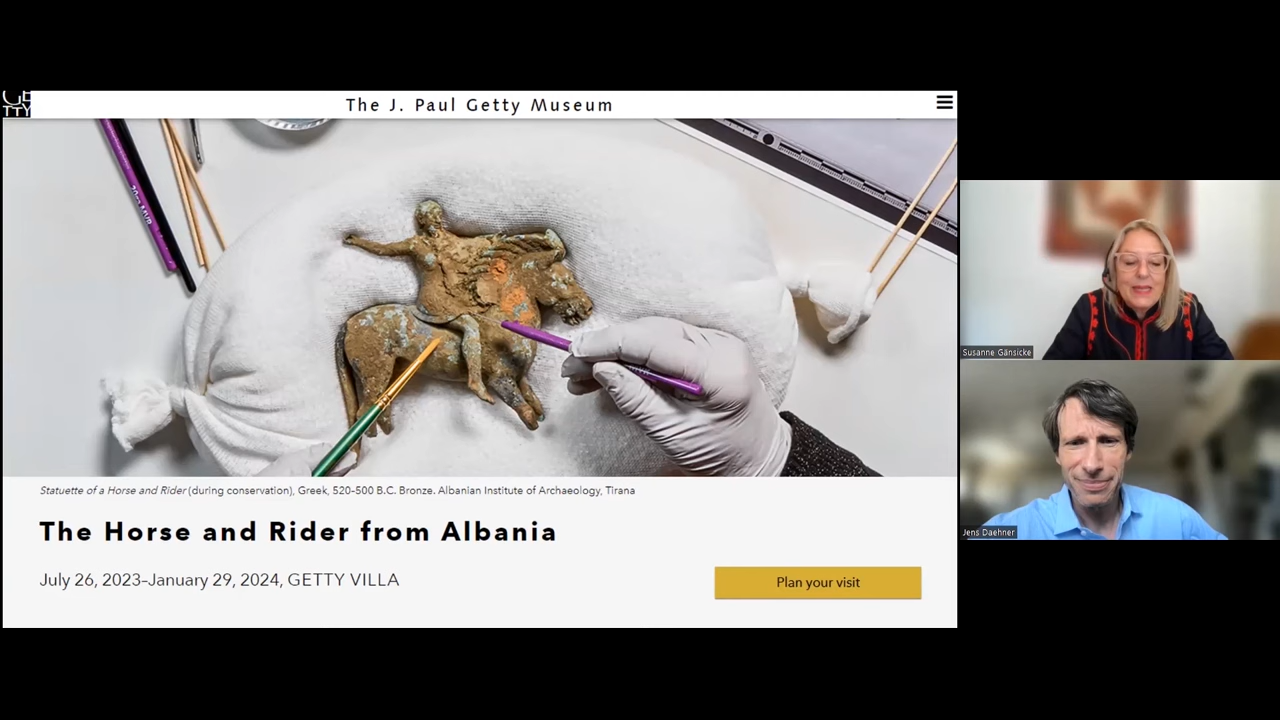 GE
TTY
The J. Paul Getty Museum
Statuette of a Horse and Rider (during conservation), Greek, 520-500 B.C. Bronze. Albanian Institute of Archaeology, Tirana
The Horse and Rider from Albania
July 26, 2023–January 29, 2024, GETTY VILLA
Plan your visit
Susanne Gänsicke
Jens Daehner